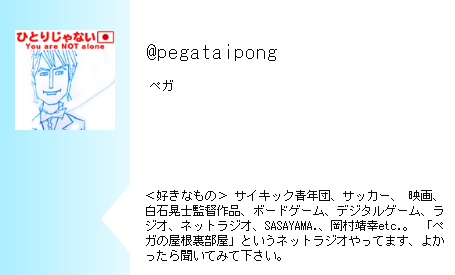 ひとりじゃない
You are NOT alone
@pegataipong
ペガ
＜好きなもの＞ サイキック青年団、サッカー、 映画、
白石晃士監督作品、ボードゲーム、デジタルゲーム、ラ
ジオ、ネットラジオ、SASAYAMA.、岡村靖幸etc.。 「ペ
ガの屋根裏部屋」というネットラジオやってます、よか
ったら聞いてみて下さい。